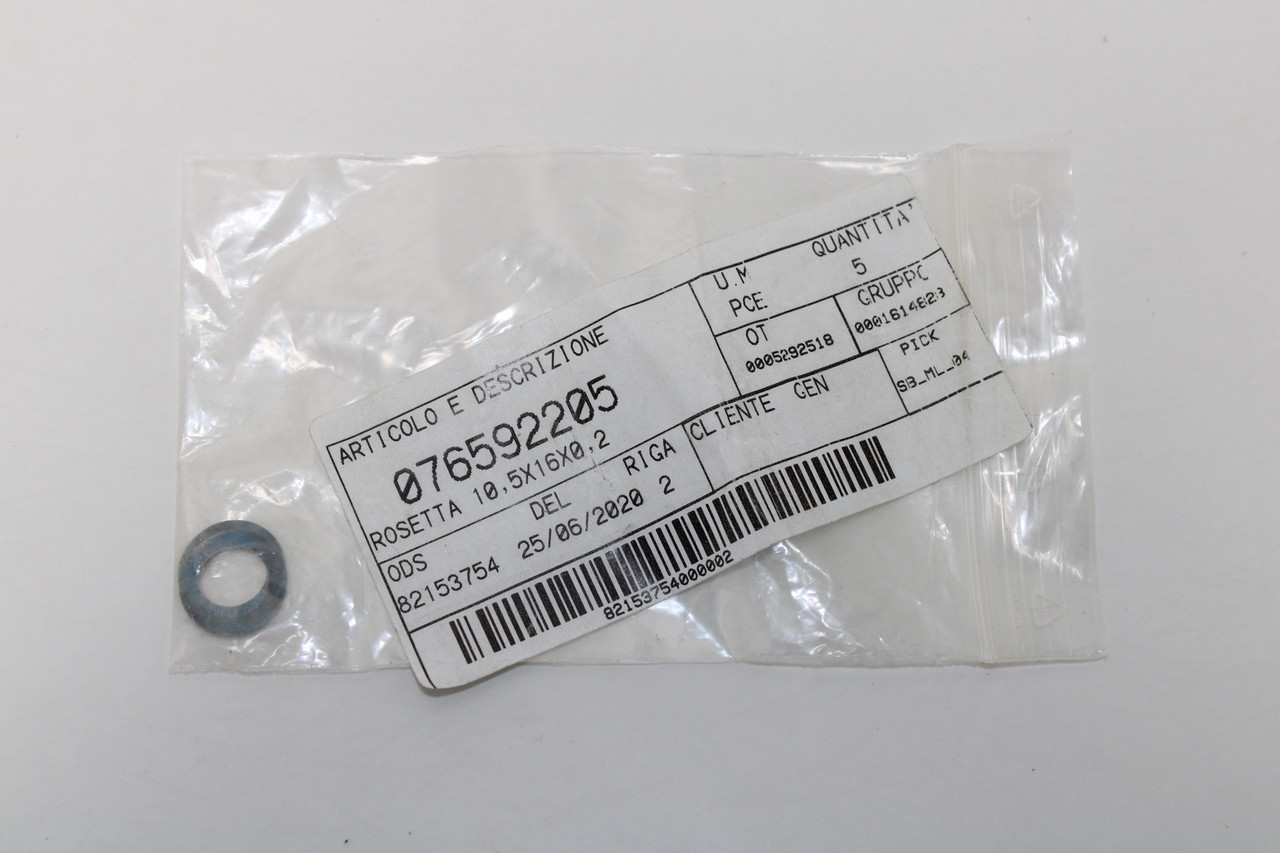 ARTICOLO E DESCRIZIONE
076592205
ROSETTA 10,5X16X0,2
U.M QUANTITA'
PCE 5
OT GRUPPO
0005292518
CLIENTE GEN
PICK
SB_ML_04
ODS DEL RIGA
82153754 25/06/2020 2
82153754000002